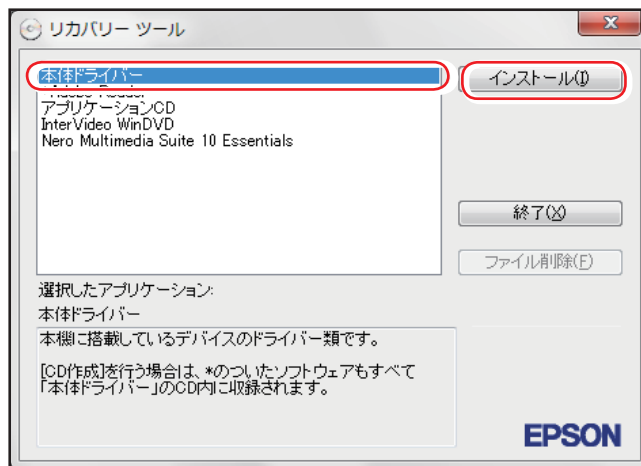 リカバリー ツール
本体ドライバー
アプリケーションCD
InterVideo WinDVD
Nero Multimedia Suite 10 Essentials
インストール(I)
終了(X)
ファイル削除(F)
選択したアプリケーション:
本体ドライバー
本機に搭載しているデバイスのドライバー類です。
[CD作成]を行う場合は、*のついたソフトウェアもすべて
「本体ドライバー」のCD内に収録されます。
EPSON